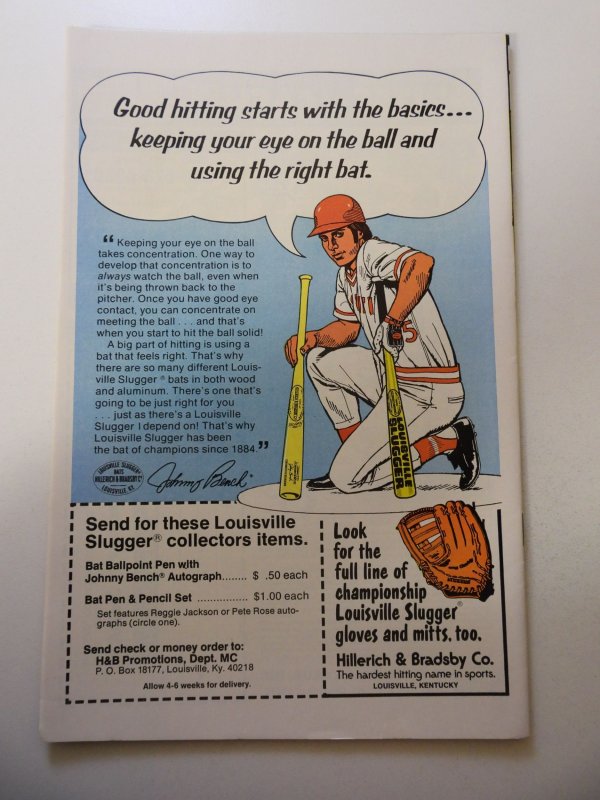 Good hitting starts with the basics...
keeping your eye on the ball and
using the right bat.
“ Keeping your eye on the ball
takes concentration. One way to
develop that concentration is to
always watch the ball, even when
it's being thrown back to the
pitcher. Once you have good eye
contact, you can concentrate on
meeting the ball . . . and that's
when you start to hit the ball solid!
A big part of hitting is using a
bat that feels right. That's why
there are so many different Louis-
ville Slugger® bats in both wood
and aluminum. There's one that's
going to be just right for you
. . . just as there's a Louisville
Slugger I depend on! That's why
Louisville Slugger has been
the bat of champions since 1884.”
LOUISVILLE SLUGGER
BATS
HILLERICH & BRADSBY Co
LOUISVILLE, KY.
Johnny Bench
5
LOUISVILLE
SLUGGER
Send for these Louisville
Slugger® collectors items.
Bat Ballpoint Pen with
Johnny Bench® Autograph........ $ .50 each
Bat Pen & Pencil Set ................ $1.00 each
Set features Reggie Jackson or Pete Rose auto-
graphs (circle one).
Send check or money order to:
H&B Promotions, Dept. MC
P. O. Box 18177, Louisville, Ky. 40218
Allow 4-6 weeks for delivery.
Look
for the
full line of
championship
Louisville Slugger®
gloves and mitts, too.
Hillerich & Bradsby Co.
The hardest hitting name in sports.
LOUISVILLE, KENTUCKY